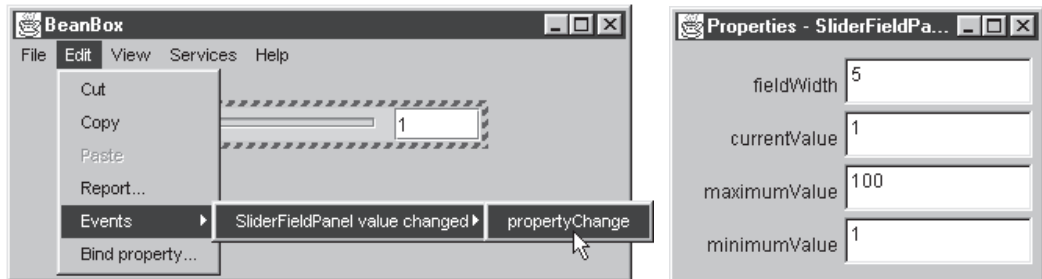 BeanBox
File Edit View Services Help
Cut
Copy
1
Paste
Report...
Events SliderFieldPanel value changed propertyChange
Bind property...
Properties - SliderFieldPa...
fieldWidth 5
currentValue 1
maximumValue 100
minimumValue 1